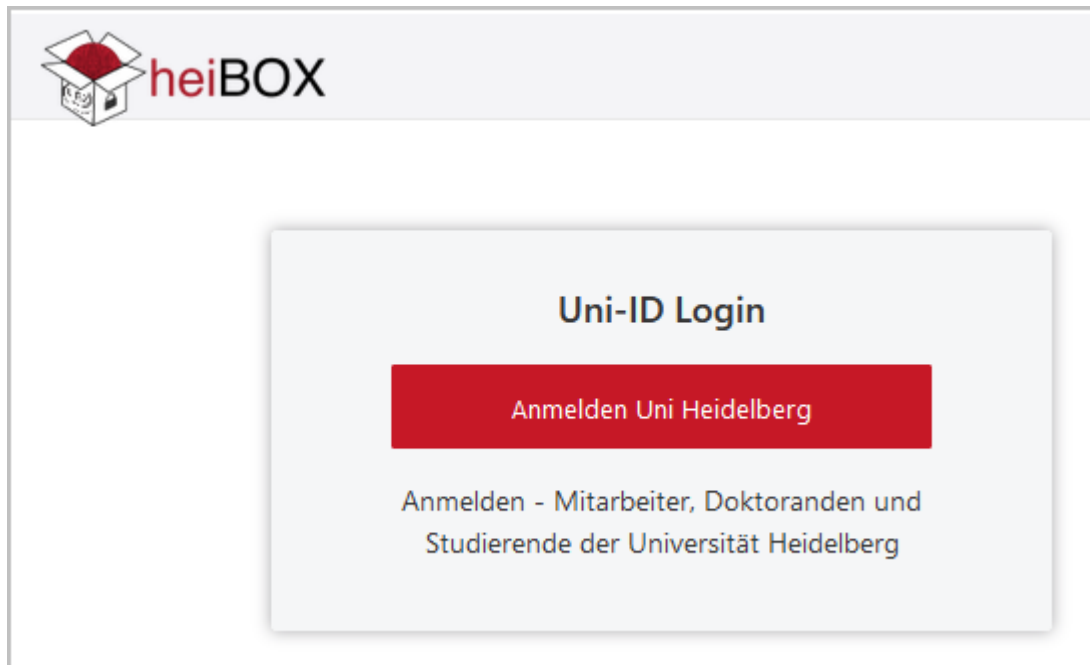 heiBOX
Uni-ID Login
Anmelden Uni Heidelberg
Anmelden - Mitarbeiter, Doktoranden und
Studierende der Universität Heidelberg